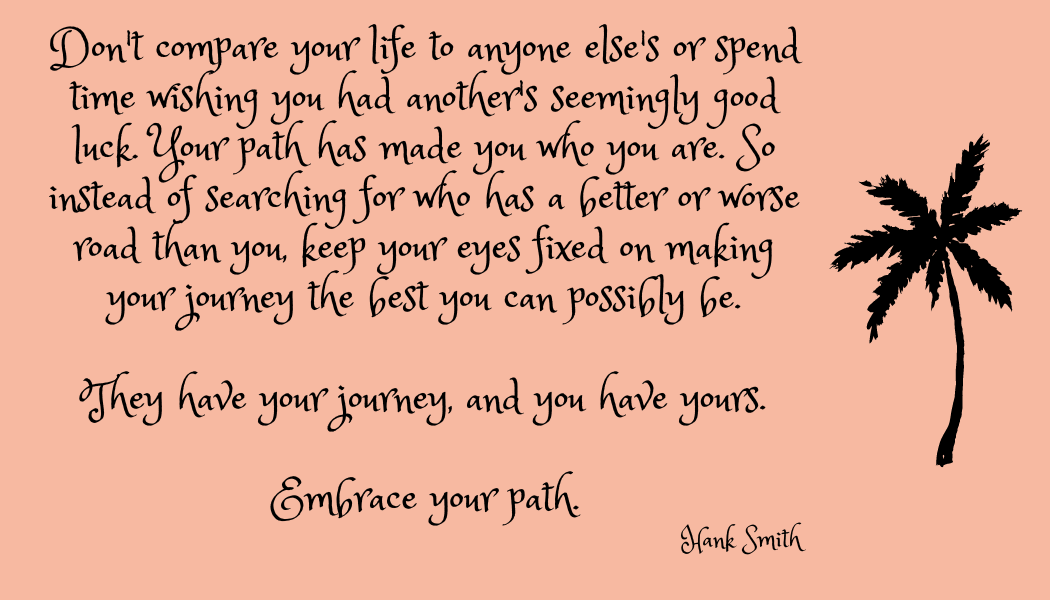 Don't compare your life to anyone else's or spend
time wishing you had another's seemingly good
luck. Your path has made you who you are. So
instead of searching for who has a better or worse
road than you, keep your eyes fixed on making
your journey the best you can possibly be.
They have your journey, and you have yours.
Embrace your path.
Hank Smith